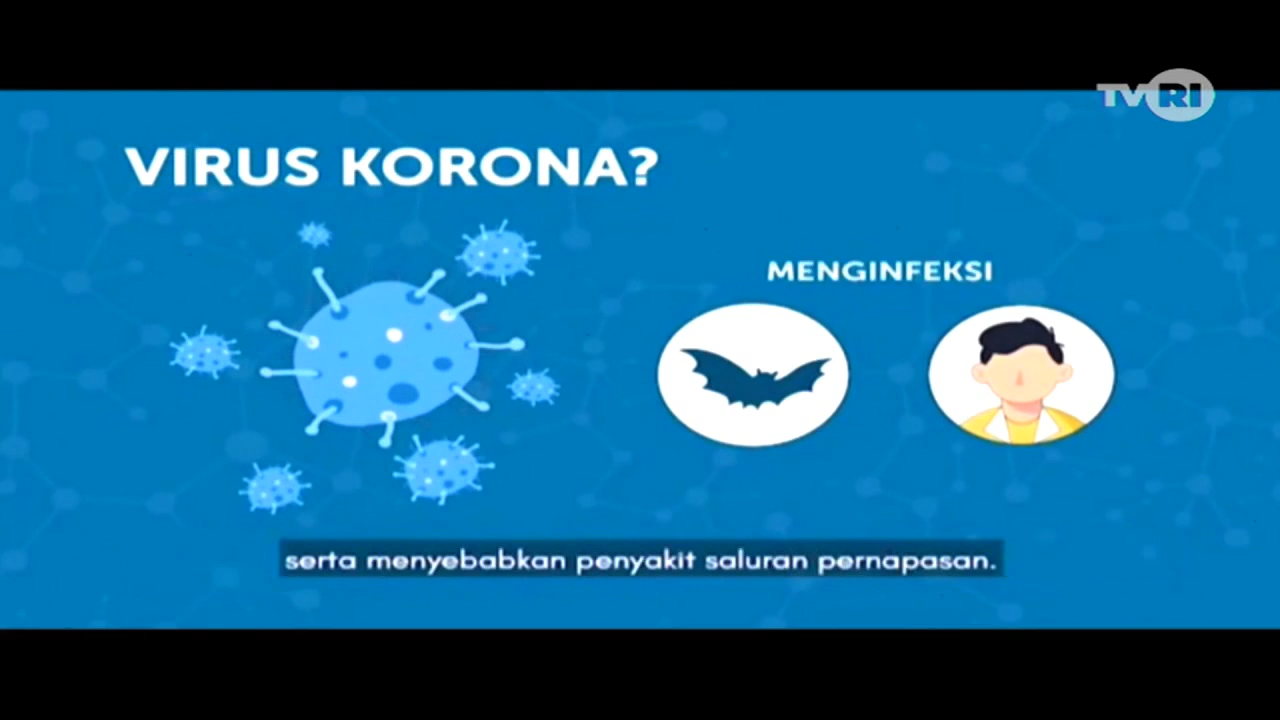 TVRI
VIRUS KORONA?
MENGINFEKSI
serta menyebabkan penyakit saluran pernapasan.